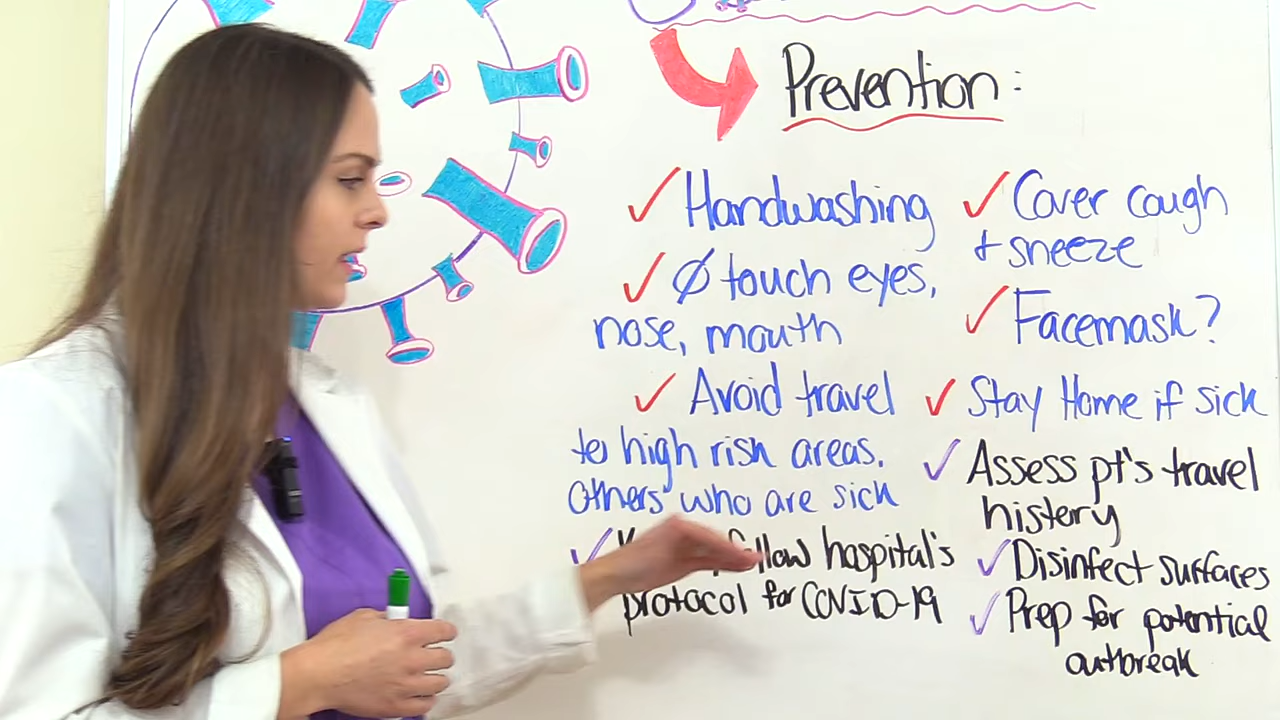 Prevention:
✓ Handwashing
✓ Ø touch eyes,
nose, mouth
✓ Avoid travel
to high risk areas.
Others who are sick
✓ follow hospital's
protocol for COVID-19
✓ Cover cough
+ sneeze
✓ Facemask?
✓ Stay Home if sick
✓ Assess pt's travel
history
✓ Disinfect surfaces
✓ Prep for potential
outbreak